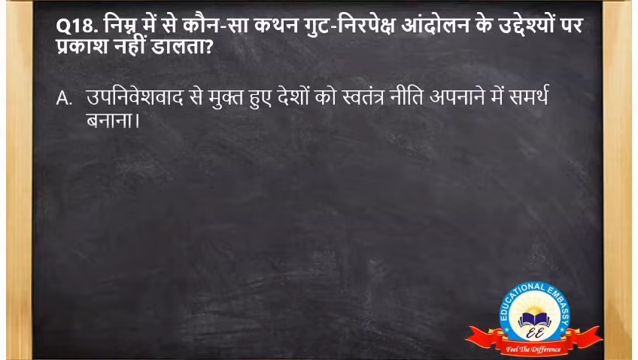 Q18. निम्न में से कौन-सा कथन गुट-निरपेक्ष आंदोलन के उद्देश्यों पर
प्रकाश नहीं डालता?
A. उपनिवेशवाद से मुक्त हुए देशों को स्वतंत्र नीति अपनाने में समर्थ
बनाना।
EDUCATIONAL EMBASSY
EE
Feel The Difference